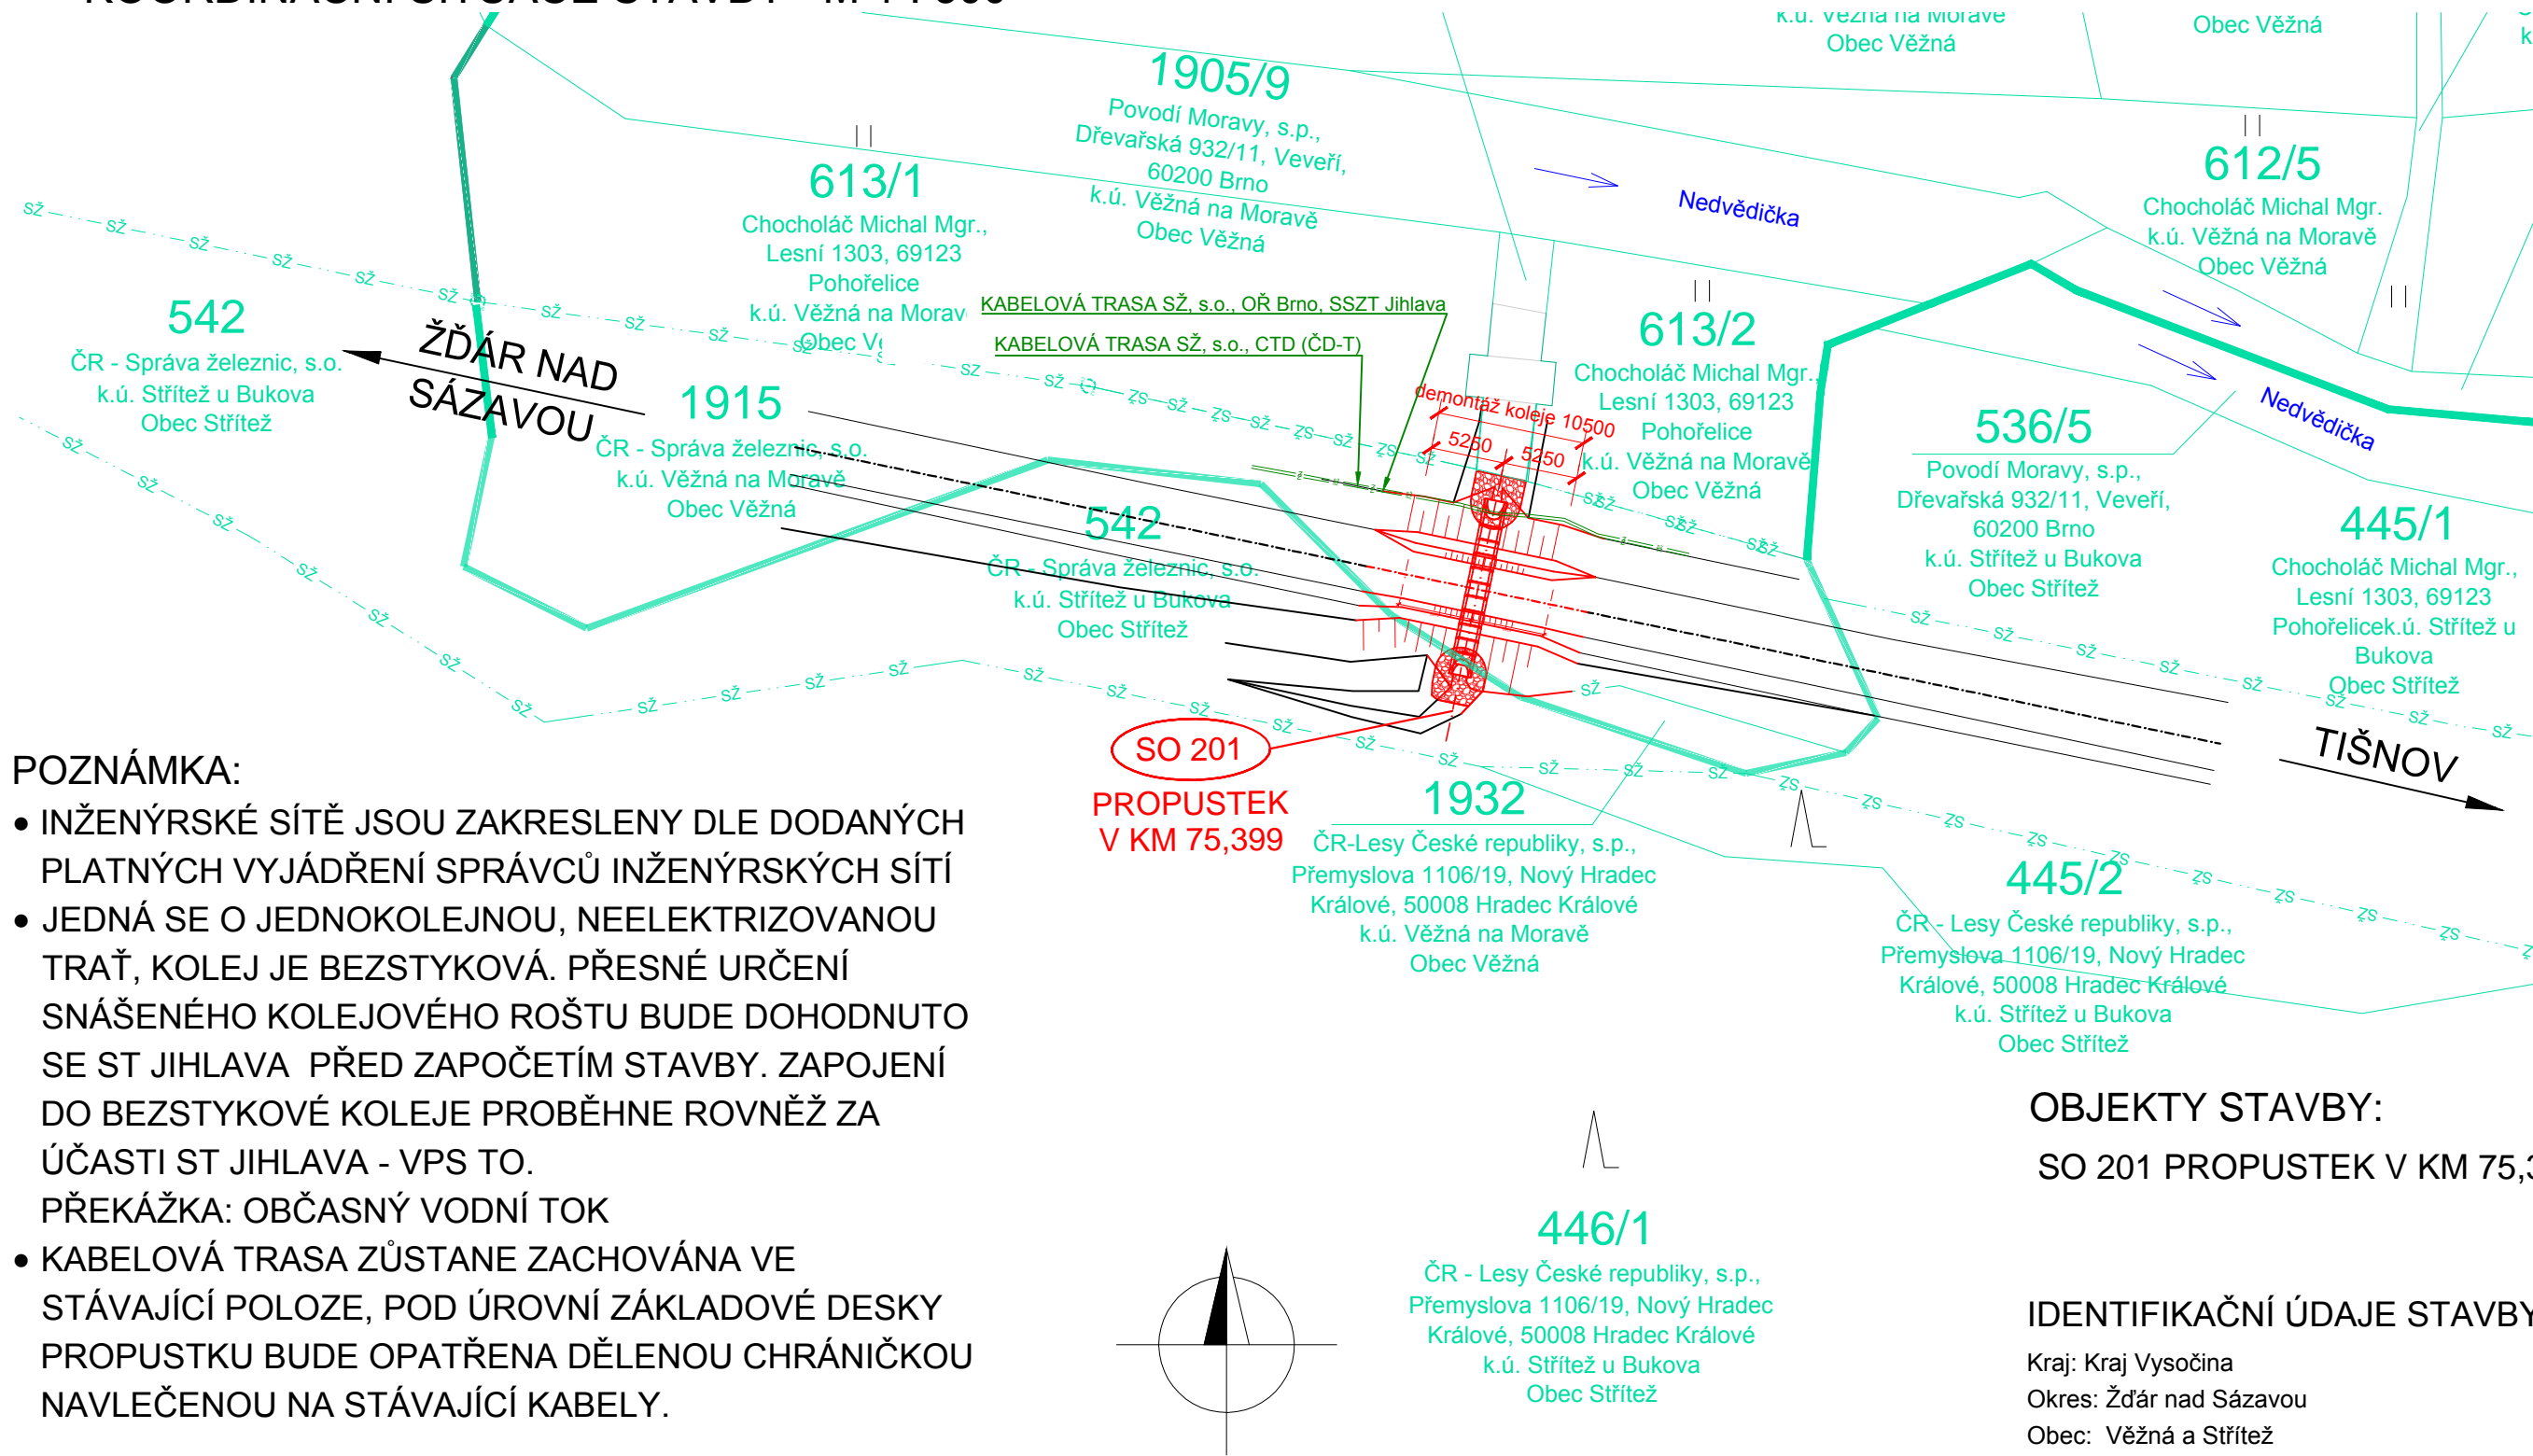 k.ú. Věžná na Moravě
Obec Věžná
Obec Věžná
1905/9
Povodí Moravy, s.p.,
Dřevařská 932/11, Veveří,
60200 Brno
k.ú. Věžná na Moravě
Obec Věžná
613/1
Chocholáč Michal Mgr.,
Lesní 1303, 69123
Pohořelice
k.ú. Věžná na Morav
Obec Vě
Nedvědička
612/5
Chocholáč Michal Mgr.
k.ú. Věžná na Moravě
Obec Věžná
542
ČR - Správa železnic, s.o.
k.ú. Střítež u Bukova
Obec Střítež
ŽĎÁR NAD
SÁZAVOU
KABELOVÁ TRASA SŽ, s.o., OŘ Brno, SSZT Jihlava
KABELOVÁ TRASA SŽ, s.o., CTD (ČD-T)
1915
ČR - Správa železnic, s.o.
k.ú. Věžná na Moravě
Obec Věžná
demontáž koleje 10500
5250
5250
613/2
Chocholáč Michal Mgr.,
Lesní 1303, 69123
Pohořelice
k.ú. Věžná na Moravě
Obec Věžná
536/5
Povodí Moravy, s.p.,
Dřevařská 932/11, Veveří,
60200 Brno
k.ú. Střítež u Bukova
Obec Střítež
Nedvědička
445/1
Chocholáč Michal Mgr.,
Lesní 1303, 69123
Pohořelicek.ú. Střítež u
Bukova
Obec Střítež
542
ČR - Správa železnic, s.o.
k.ú. Střítež u Bukova
Obec Střítež
SO 201
PROPUSTEK
V KM 75,399
TIŠNOV
1932
ČR-Lesy České republiky, s.p.,
Přemyslova 1106/19, Nový Hradec
Králové, 50008 Hradec Králové
k.ú. Věžná na Moravě
Obec Věžná
445/2
ČR - Lesy České republiky, s.p.,
Přemyslova 1106/19, Nový Hradec
Králové, 50008 Hradec Králové
k.ú. Střítež u Bukova
Obec Střítež
446/1
ČR - Lesy České republiky, s.p.,
Přemyslova 1106/19, Nový Hradec
Králové, 50008 Hradec Králové
k.ú. Střítež u Bukova
Obec Střítež
POZNÁMKA:
• INŽENÝRSKÉ SÍTĚ JSOU ZAKRESLENY DLE DODANÝCH
PLATNÝCH VYJÁDŘENÍ SPRÁVCŮ INŽENÝRSKÝCH SÍTÍ
• JEDNÁ SE O JEDNOKOLEJNOU, NEELEKTRIZOVANOU
TRAŤ, KOLEJ JE BEZSTYKOVÁ. PŘESNÉ URČENÍ
SNÁŠENÉHO KOLEJOVÉHO ROŠTU BUDE DOHODNUTO
SE ST JIHLAVA PŘED ZAPOČETÍM STAVBY. ZAPOJENÍ
DO BEZSTYKOVÉ KOLEJE PROBĚHNE ROVNĚŽ ZA
ÚČASTI ST JIHLAVA - VPS TO.
PŘEKÁŽKA: OBČASNÝ VODNÍ TOK
• KABELOVÁ TRASA ZŮSTANE ZACHOVÁNA VE
STÁVAJÍCÍ POLOZE, POD ÚROVNÍ ZÁKLADOVÉ DESKY
PROPUSTKU BUDE OPATŘENA DĚLENOU CHRÁNIČKOU
NAVLEČENOU NA STÁVAJÍCÍ KABELY.
OBJEKTY STAVBY:
SO 201 PROPUSTEK V KM 75,3
IDENTIFIKAČNÍ ÚDAJE STAVBY
Kraj: Kraj Vysočina
Okres: Žďár nad Sázavou
Obec: Věžná a Střítež